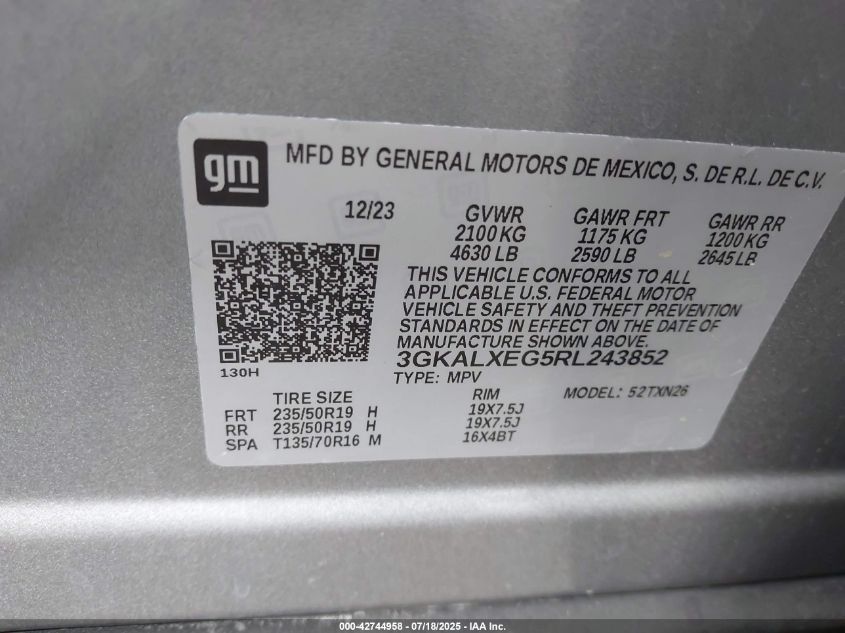 gm
MFD BY GENERAL MOTORS DE MEXICO, S. DE R.L. DE C.V.
12/23 GVWR GAWR FRT GAWR RR
2100 KG 1175 KG 1200 KG
4630 LB 2590 LB 2645 LB
THIS VEHICLE CONFORMS TO ALL
APPLICABLE U.S. FEDERAL MOTOR
VEHICLE SAFETY AND THEFT PREVENTION
STANDARDS IN EFFECT ON THE DATE OF
MANUFACTURE SHOWN ABOVE.
3GKALXEG5RL243852
130H
TYPE: MPV MODEL: 52TXN26
TIRE SIZE RIM
FRT 235/50R19 H 19X7.5J
RR 235/50R19 H 19X7.5J
SPA T135/70R16 M 16X4BT
000-42744958 - 07/18/2025 - IAA Inc.